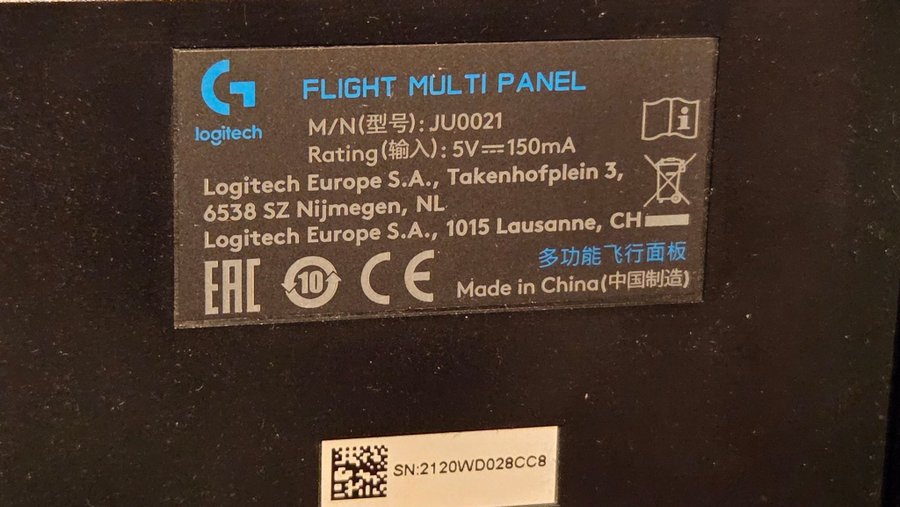 logitech
FLIGHT MULTI PANEL
M/N(型号): JU0021
Rating(输入): 5V⎓150mA
Logitech Europe S.A., Takenhofplein 3,
6538 SZ Nijmegen, NL
Logitech Europe S.A., 1015 Lausanne, CH
多功能飞行面板
EAC
10
CE
Made in China(中国制造)
SN:2120WD028CC8